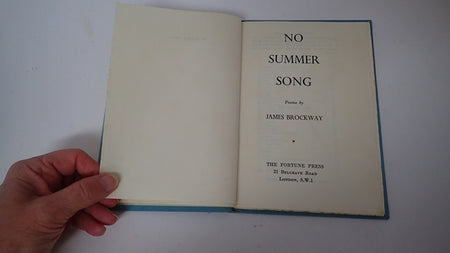 NO
SUMMER
SONG
Poems by
JAMES BROCKWAY
THE FORTUNE PRESS
21 BELGRAVE ROAD
LONDON, S.W.1